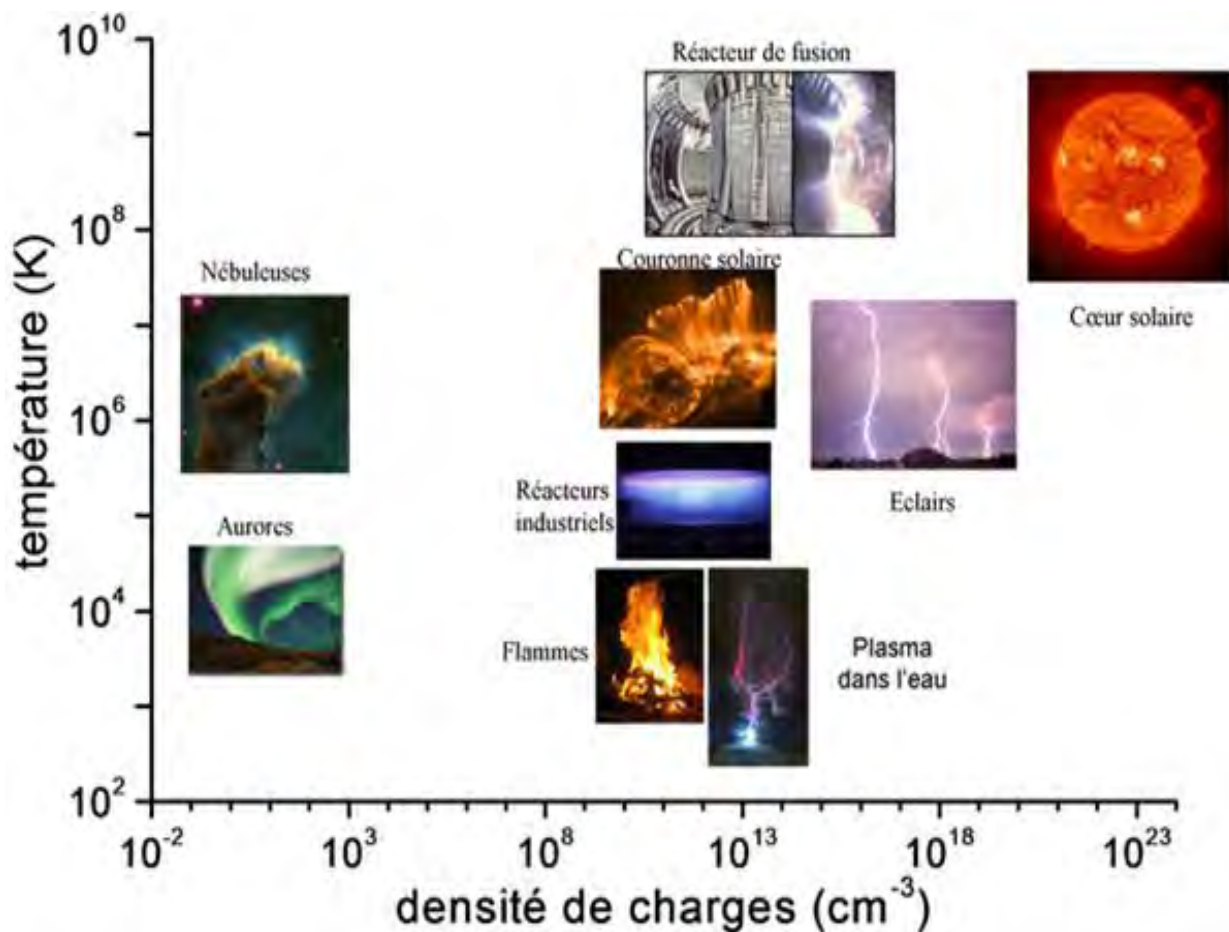 10^10
Réacteur de fusion
10^8
Nébuleuses
Couronne solaire
Cœur solaire
température (K)
10^6
Réacteurs
industriels
Eclairs
Aurores
10^4
Flammes
Plasma
dans l'eau
10^2
10^-2
10^3
10^8
10^13
10^18
10^23
densité de charges (cm^-3)